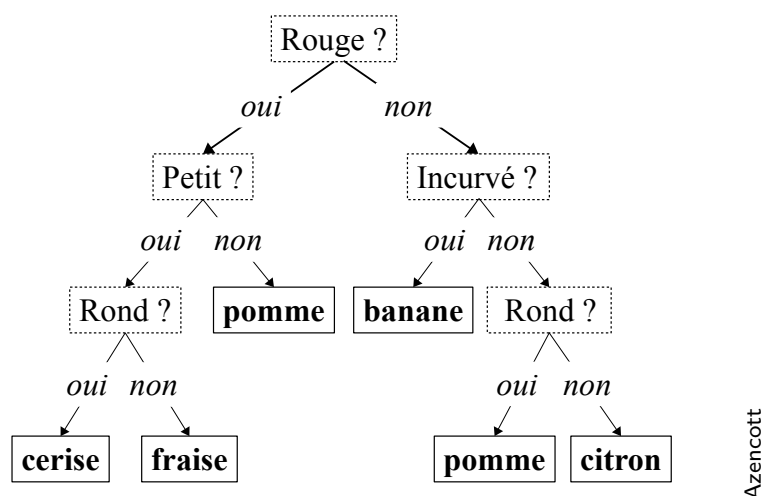 Rouge ?
oui non
Petit ? Incurvé ?
oui non oui non
Rond ? pomme banane Rond ?
oui non oui non
cerise fraise pomme citron
Azencott